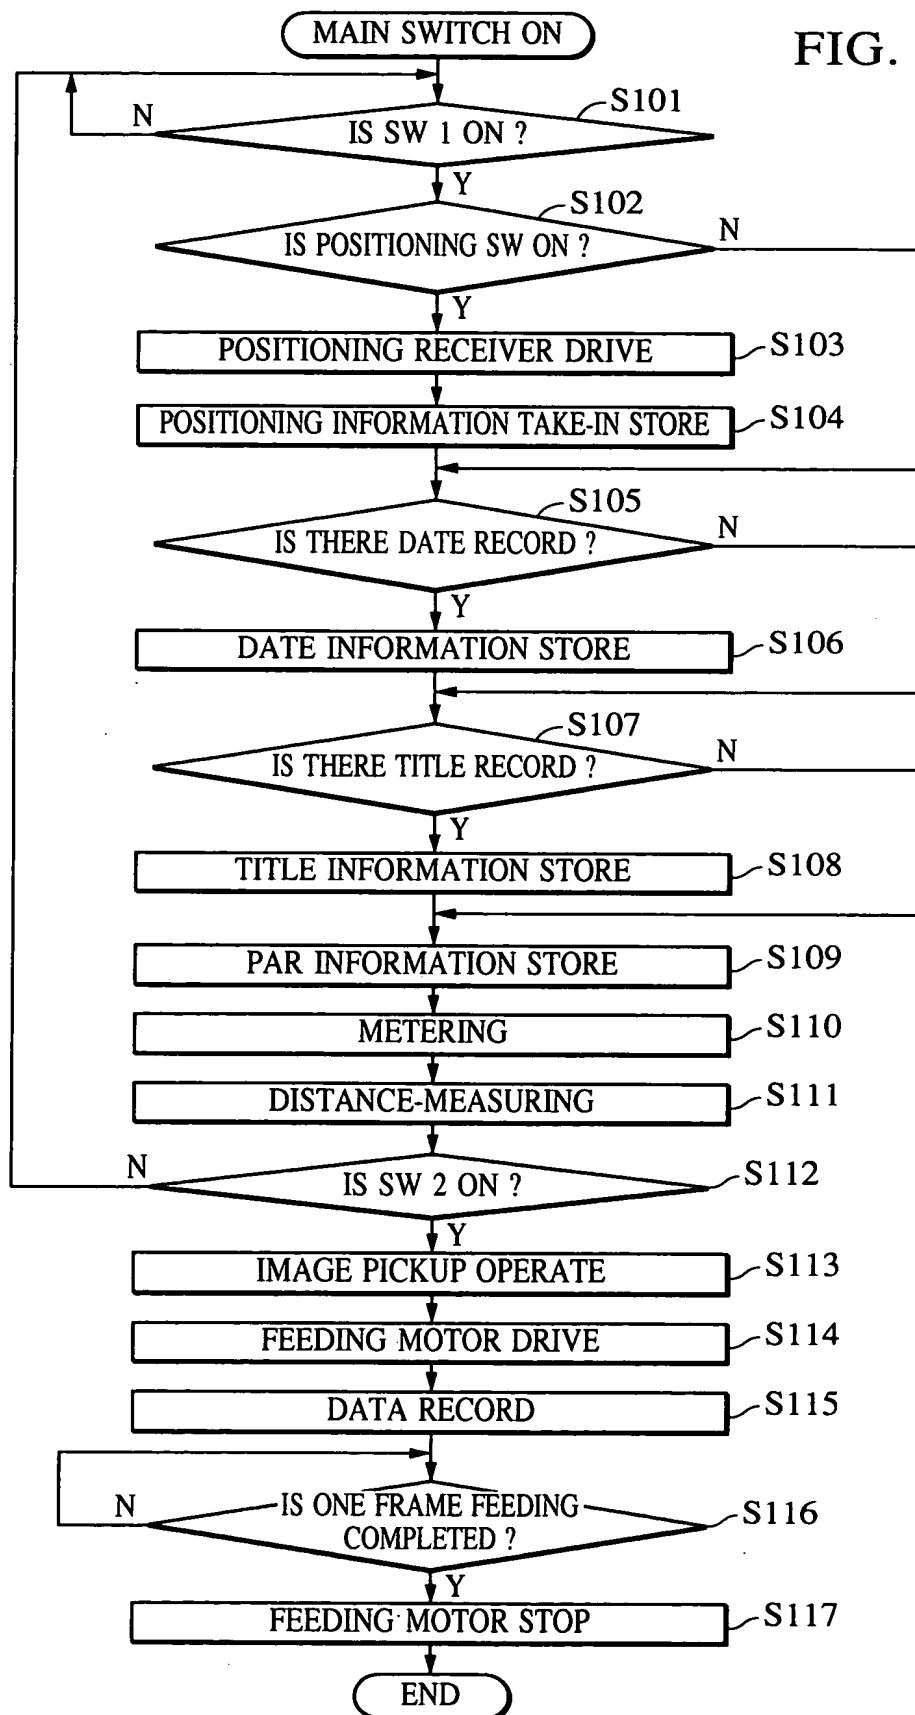 MAIN SWITCH ON
FIG.
S101
N
IS SW 1 ON ?
Y
S102
N
IS POSITIONING SW ON ?
Y
POSITIONING RECEIVER DRIVE
S103
POSITIONING INFORMATION TAKE-IN STORE
S104
S105
N
IS THERE DATE RECORD ?
Y
DATE INFORMATION STORE
S106
S107
N
IS THERE TITLE RECORD ?
Y
TITLE INFORMATION STORE
S108
PAR INFORMATION STORE
S109
METERING
S110
DISTANCE-MEASURING
S111
N
IS SW 2 ON ?
S112
Y
IMAGE PICKUP OPERATE
S113
FEEDING MOTOR DRIVE
S114
DATA RECORD
S115
N
IS ONE FRAME FEEDING
COMPLETED ?
S116
Y
FEEDING MOTOR STOP
S117
END